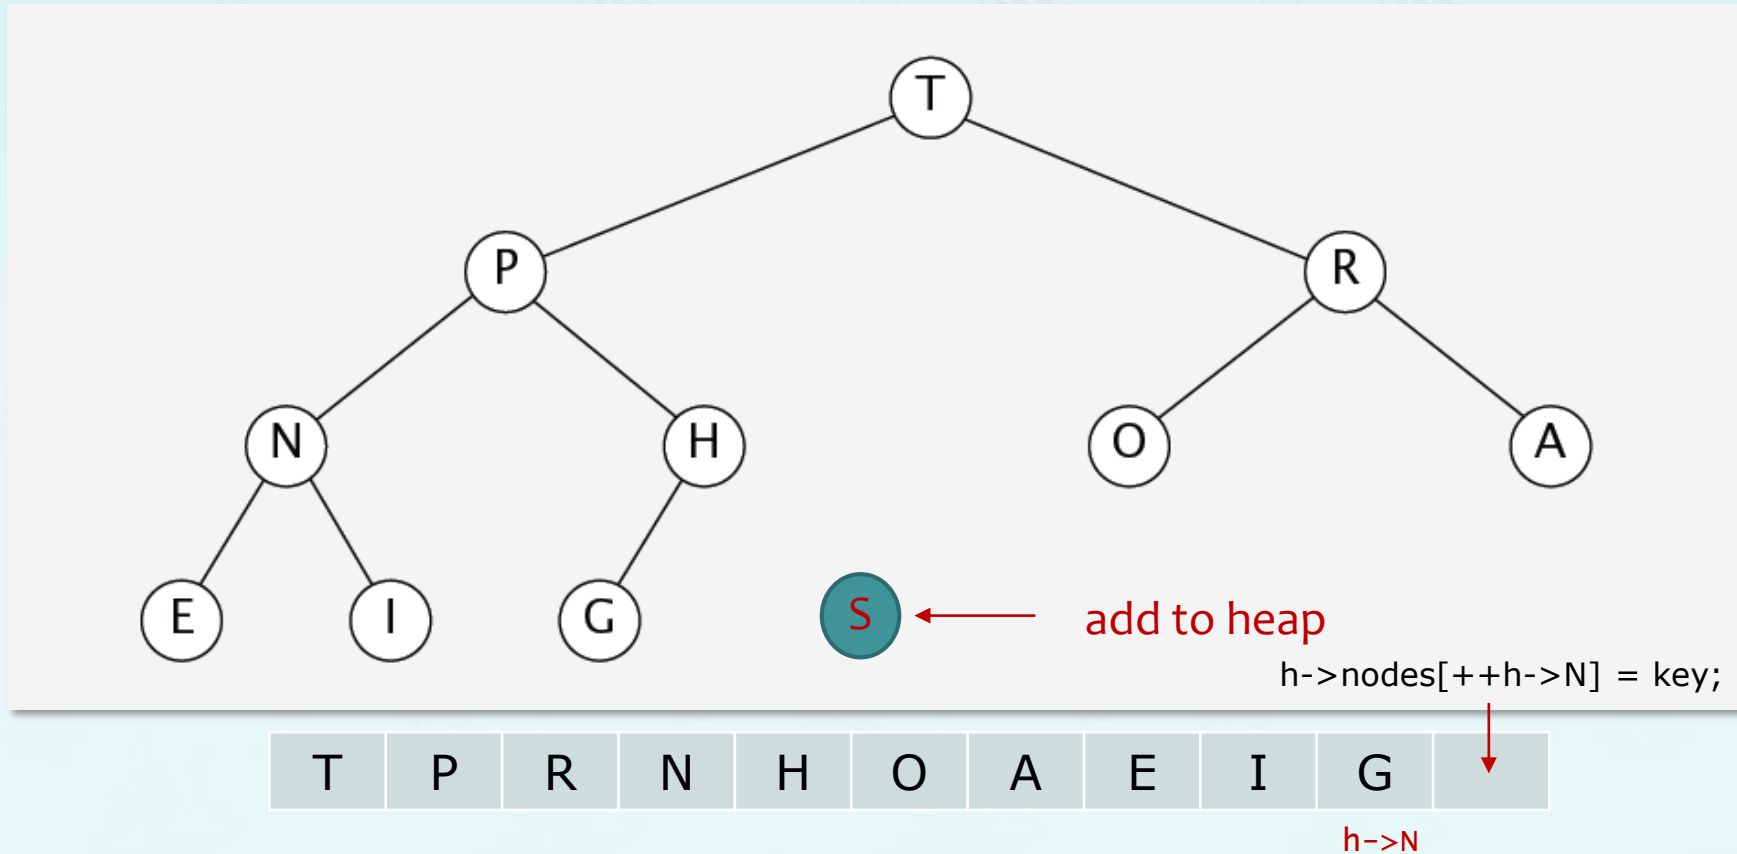 T
P R
N H O A
E I G S add to heap
h->nodes[++h->N] = key;
T P R N H O A E I G
h->N